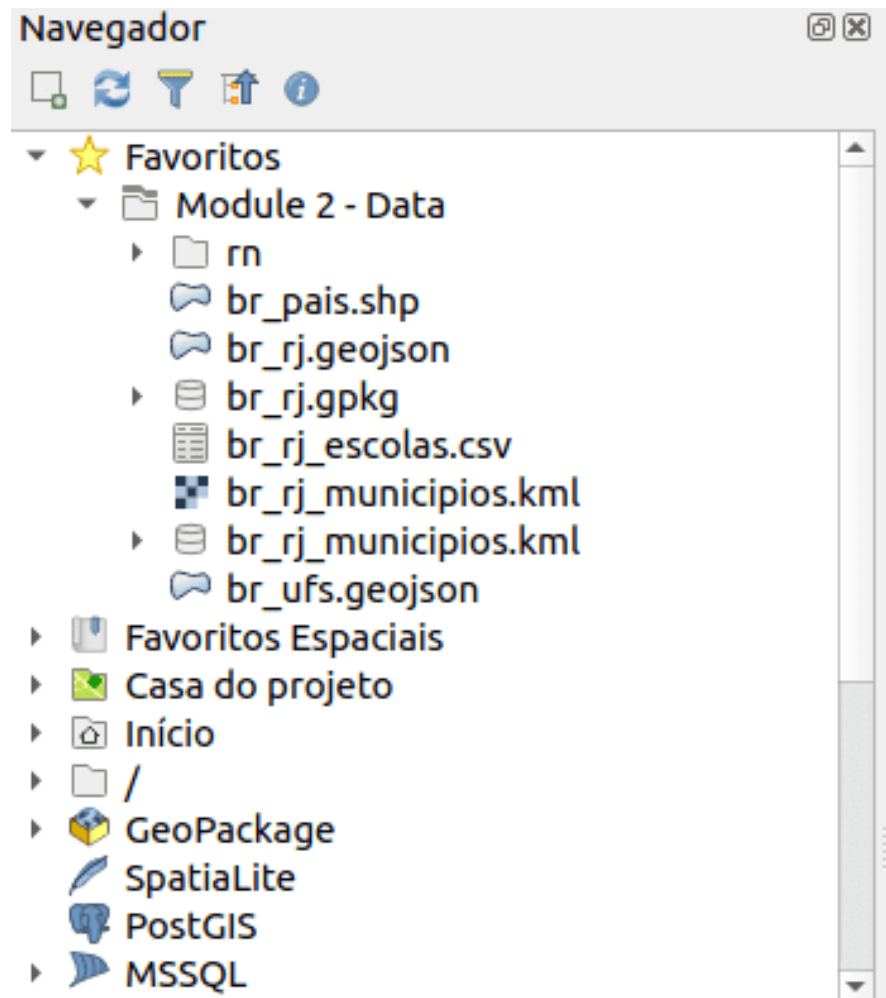 Navegador
Favoritos
Module 2 - Data
rn
br_pais.shp
br_rj.geojson
br_rj.gpkg
br_rj_escolas.csv
br_rj_municipios.kml
br_rj_municipios.kml
br_ufs.geojson
Favoritos Espaciais
Casa do projeto
Início
/
GeoPackage
SpatiaLite
PostGIS
MSSQL